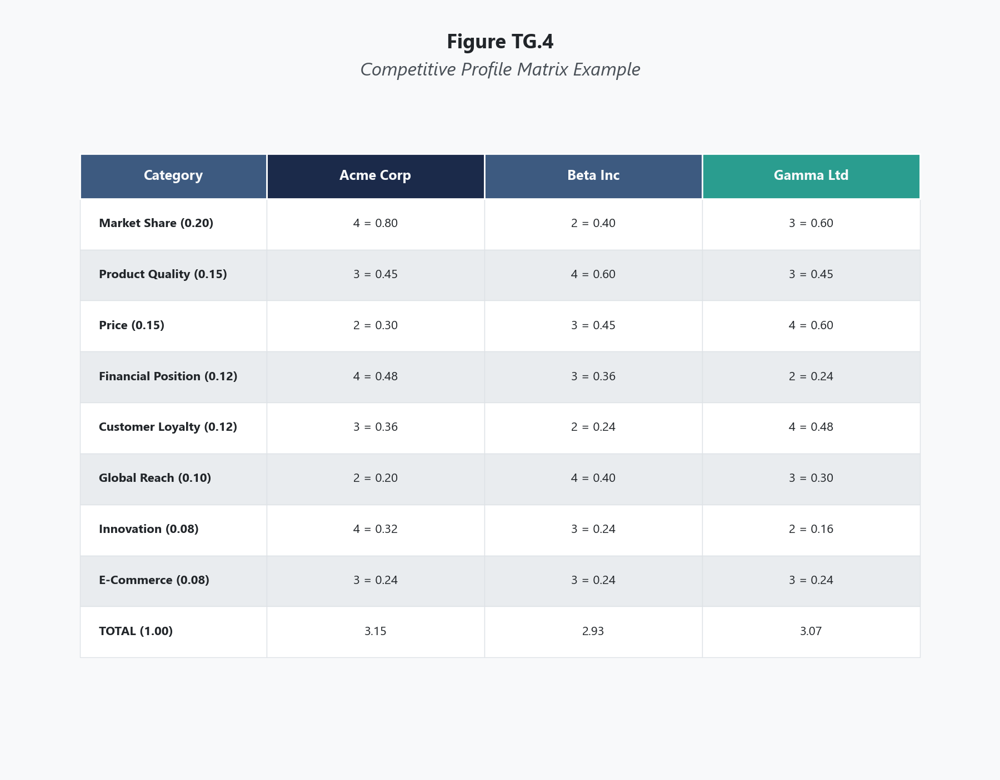 Figure TG.4
Competitive Profile Matrix Example
Category Acme Corp Beta Inc Gamma Ltd
Market Share (0.20) 4 = 0.80 2 = 0.40 3 = 0.60
Product Quality (0.15) 3 = 0.45 4 = 0.60 3 = 0.45
Price (0.15) 2 = 0.30 3 = 0.45 4 = 0.60
Financial Position (0.12) 4 = 0.48 3 = 0.36 2 = 0.24
Customer Loyalty (0.12) 3 = 0.36 2 = 0.24 4 = 0.48
Global Reach (0.10) 2 = 0.20 4 = 0.40 3 = 0.30
Innovation (0.08) 4 = 0.32 3 = 0.24 2 = 0.16
E-Commerce (0.08) 3 = 0.24 3 = 0.24 3 = 0.24
TOTAL (1.00) 3.15 2.93 3.07